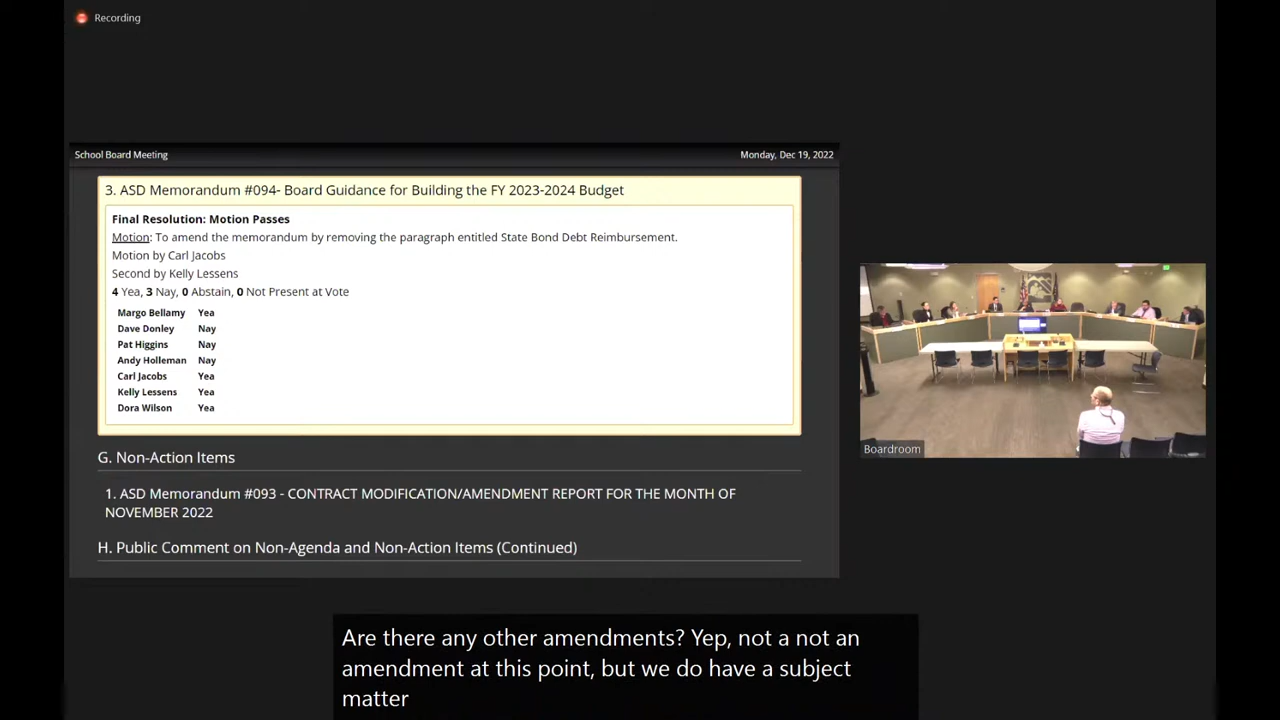 Recording
School Board Meeting
Monday, Dec 19, 2022
3. ASD Memorandum #094- Board Guidance for Building the FY 2023-2024 Budget
Final Resolution: Motion Passes
Motion: To amend the memorandum by removing the paragraph entitled State Bond Debt Reimbursement.
Motion by Carl Jacobs
Second by Kelly Lessens
4 Yea, 3 Nay, 0 Abstain, 0 Not Present at Vote
Margo Bellamy Yea
Dave Donley Nay
Pat Higgins Nay
Andy Holleman Nay
Carl Jacobs Yea
Kelly Lessens Yea
Dora Wilson Yea
G. Non-Action Items
1. ASD Memorandum #093 - CONTRACT MODIFICATION/AMENDMENT REPORT FOR THE MONTH OF
NOVEMBER 2022
H. Public Comment on Non-Agenda and Non-Action Items (Continued)
Boardroom
Are there any other amendments? Yep, not a not an
amendment at this point, but we do have a subject
matter